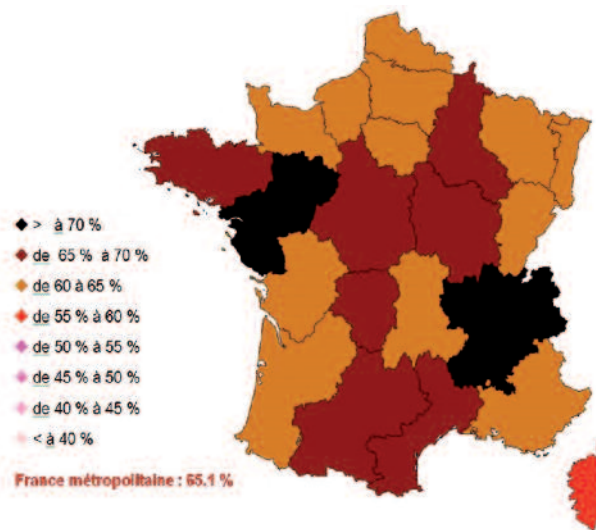 > à 70 %
de 65 % à 70 %
de 60 à 65 %
de 55 % à 60 %
de 50 % à 55 %
de 45 % à 50 %
de 40 % à 45 %
< à 40 %
France métropolitaine : 65.1 %